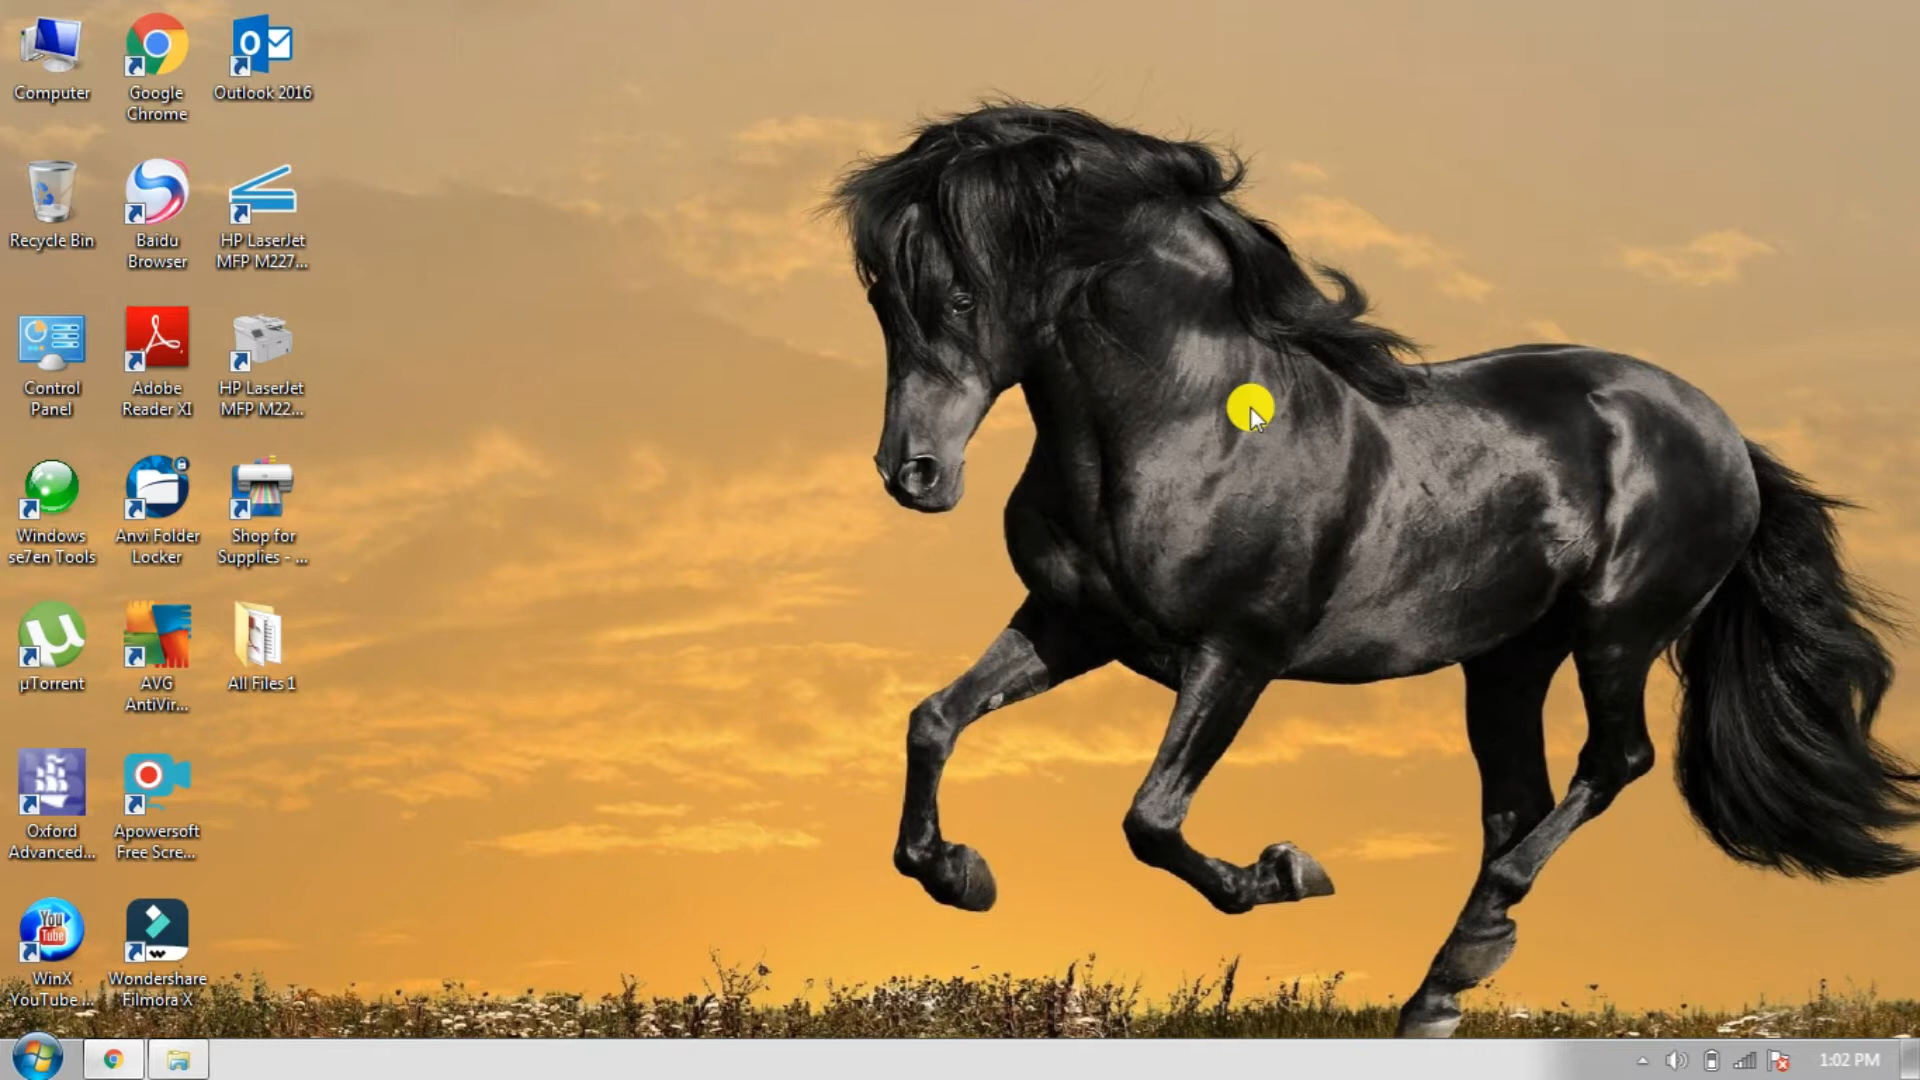 Computer
Google
Chrome
Outlook 2016
Recycle Bin
Baidu
Browser
HP LaserJet
MFP M227...
Control
Panel
Adobe
Reader XI
HP LaserJet
MFP M22...
Windows
se7en Tools
Anvi Folder
Locker
Shop for
Supplies - ...
µTorrent
AVG
AntiVir...
All Files 1
Oxford
Advanced...
Apowersoft
Free Scre...
You
Tube
WinX
YouTube ...
Wondershare
Filmora X
1:02 PM